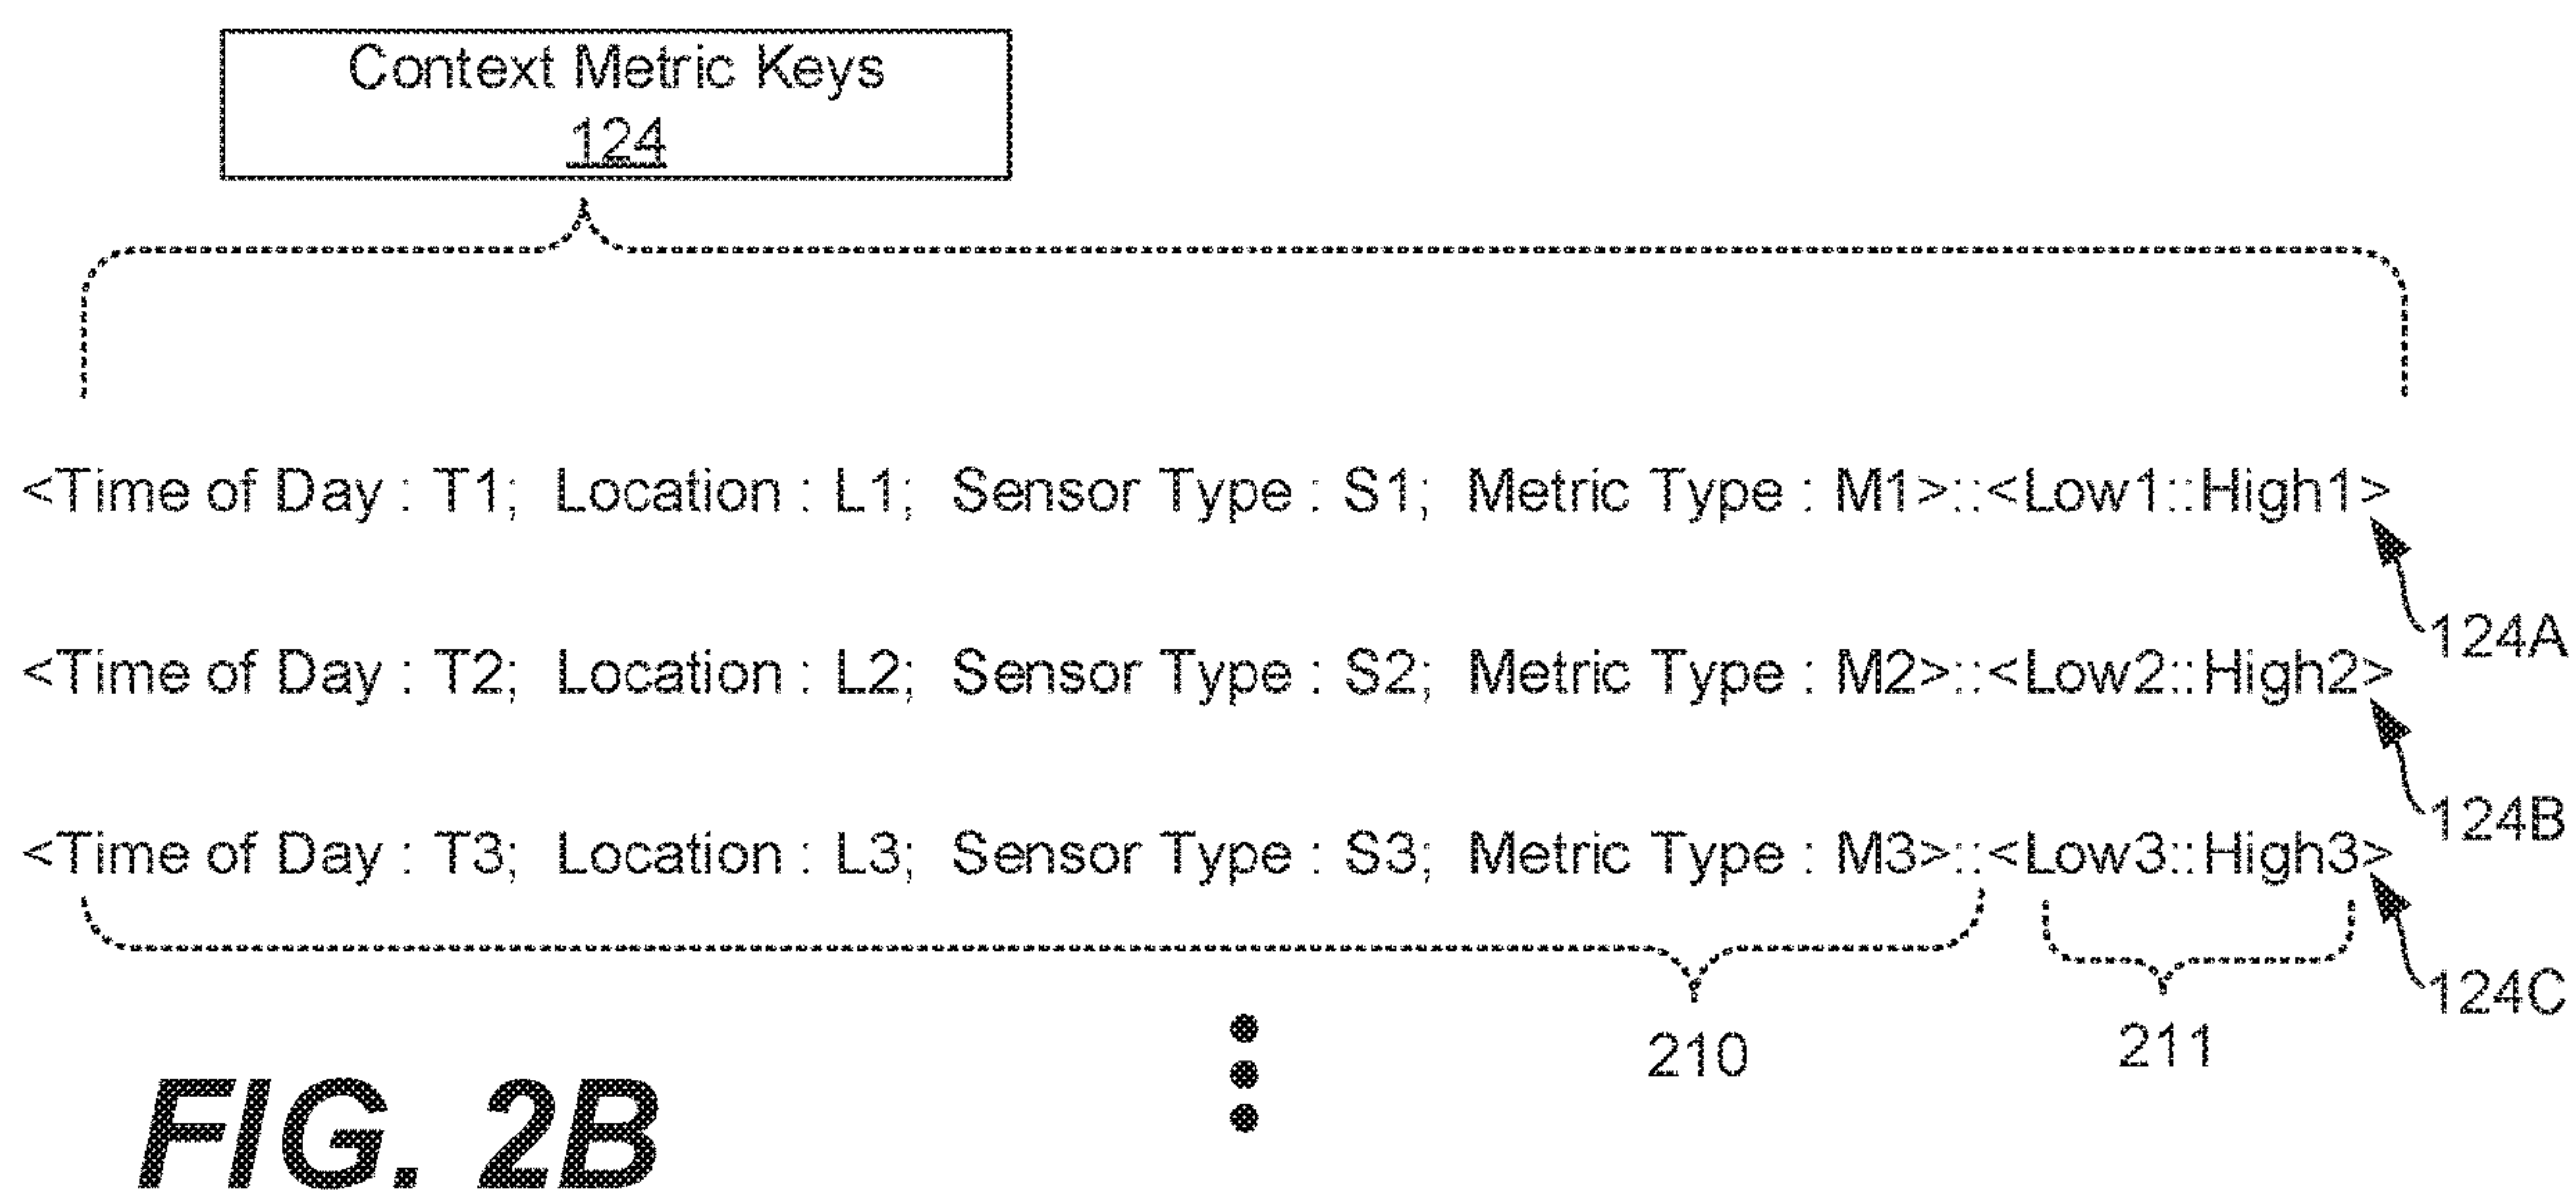 Context Metric Keys
124
<Time of Day : T1; Location : L1; Sensor Type : S1; Metric Type : M1>::<Low1::High1>
124A
<Time of Day : T2; Location : L2; Sensor Type : S2; Metric Type : M2>::<Low2::High2>
124B
<Time of Day : T3; Location : L3; Sensor Type : S3; Metric Type : M3>::<Low3::High3>
124C
210
211
FIG. 2B